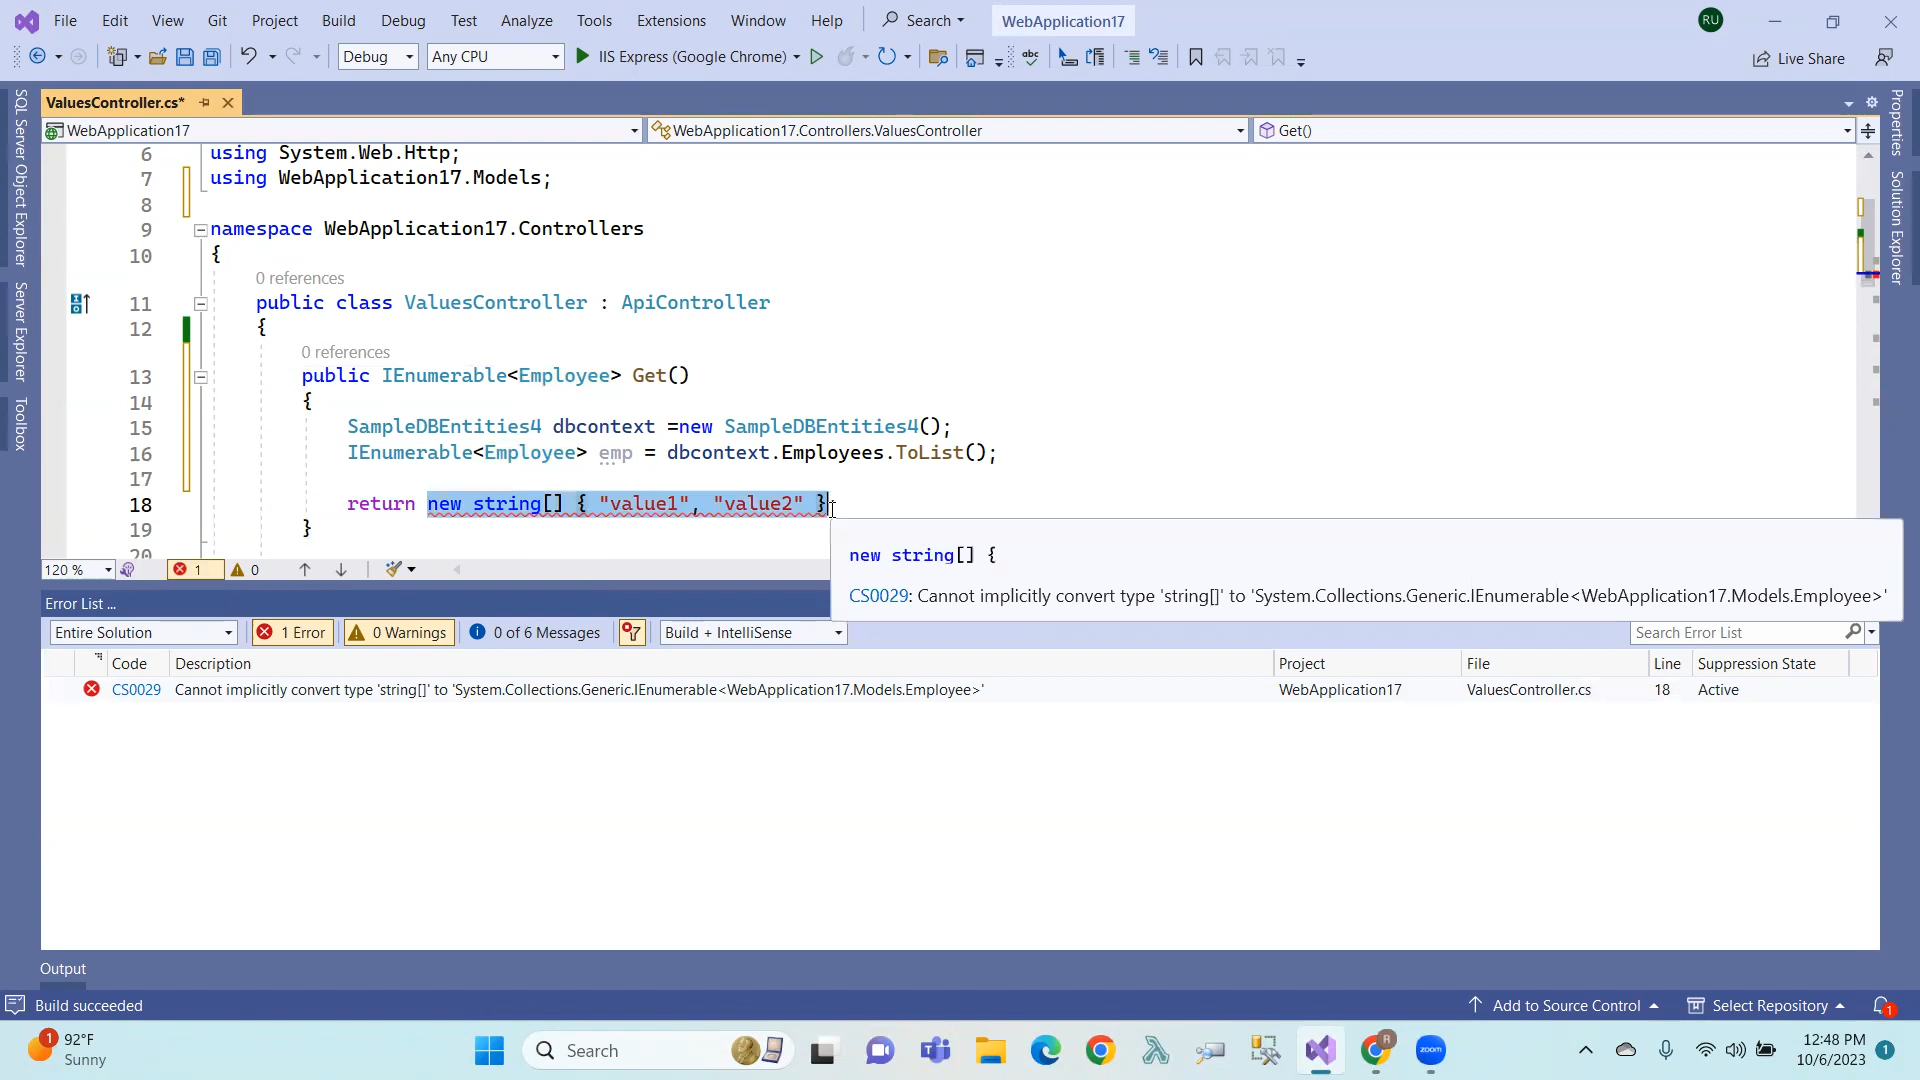 File Edit View Git Project Build Debug Test Analyze Tools Extensions Window Help Search WebApplication17 RU
Debug Any CPU IIS Express (Google Chrome) Live Share
ValuesController.cs*
WebApplication17 WebApplication17.Controllers.ValuesController Get()
SQL Server Object Explorer
Server Explorer
Toolbox
Properties
Solution Explorer
6 using System.Web.Http;
7 using WebApplication17.Models;
8
9 namespace WebApplication17.Controllers
10 {
0 references
11 public class ValuesController : ApiController
12 {
0 references
13 public IEnumerable<Employee> Get()
14 {
15 SampleDBEntities4 dbcontext =new SampleDBEntities4();
16 IEnumerable<Employee> emp = dbcontext.Employees.ToList();
17
18 return new string[] { "value1", "value2" }
19 }
20
new string[] {
CS0029: Cannot implicitly convert type 'string[]' to 'System.Collections.Generic.IEnumerable<WebApplication17.Models.Employee>'
120 % 1 0
Error List ...
Entire Solution 1 Error 0 Warnings 0 of 6 Messages Build + IntelliSense Search Error List
Code Description Project File Line Suppression State
CS0029 Cannot implicitly convert type 'string[]' to 'System.Collections.Generic.IEnumerable<WebApplication17.Models.Employee>' WebApplication17 ValuesController.cs 18 Active
Output
Build succeeded Add to Source Control Select Repository 1
1 92°F
Sunny
Search
R
zoom
12:48 PM
10/6/2023
1